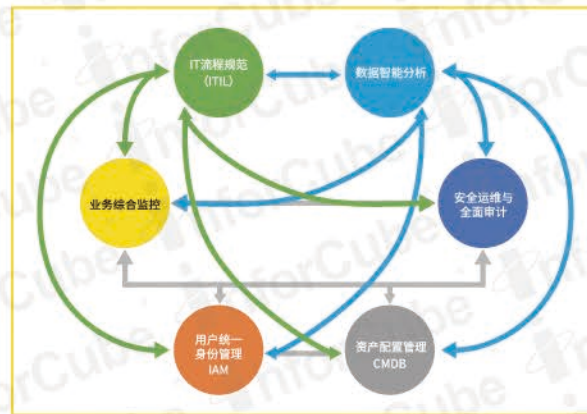 IT流程规范
（ITIL）
数据智能分析
业务综合监控
安全运维与
全面审计
用户统一
身份管理
IAM
资产配置管理
CMDB
InforCube